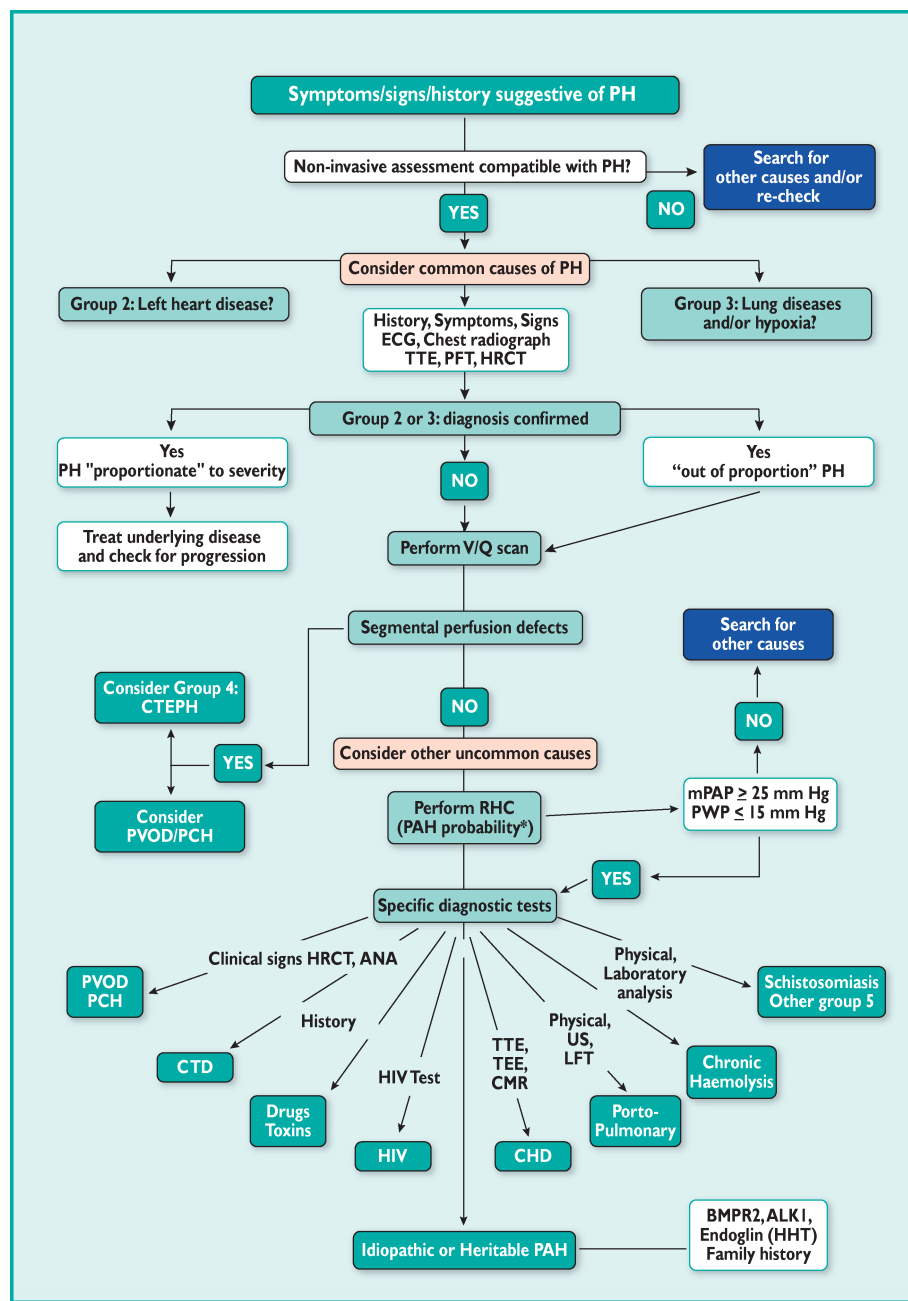 Symptoms/signs/history suggestive of PH
Non-invasive assessment compatible with PH?
Search for
other causes and/or
re-check
YES
NO
Consider common causes of PH
Group 2: Left heart disease?
Group 3: Lung diseases
and/or hypoxia?
History, Symptoms, Signs
ECG, Chest radiograph
TTE, PFT, HRCT
Group 2 or 3: diagnosis confirmed
Yes
PH "proportionate" to severity
NO
Yes
“out of proportion” PH
Treat underlying disease
and check for progression
Perform V/Q scan
Segmental perfusion defects
Search for
other causes
Consider Group 4:
CTEPH
NO
NO
YES
Consider other uncommon causes
Consider
PVOD/PCH
Perform RHC
(PAH probability*)
mPAP ≥ 25 mm Hg
PWP ≤ 15 mm Hg
YES
Specific diagnostic tests
Clinical signs HRCT, ANA
Physical,
Laboratory
analysis
PVOD
PCH
Schistosomiasis
Other group 5
History
Physical,
US,
LFT
TTE,
TEE,
CMR
CTD
HIV Test
Chronic
Haemolysis
Drugs
Toxins
Porto-
Pulmonary
HIV
CHD
Idiopathic or Heritable PAH
BMPR2, ALK1,
Endoglin (HHT)
Family history